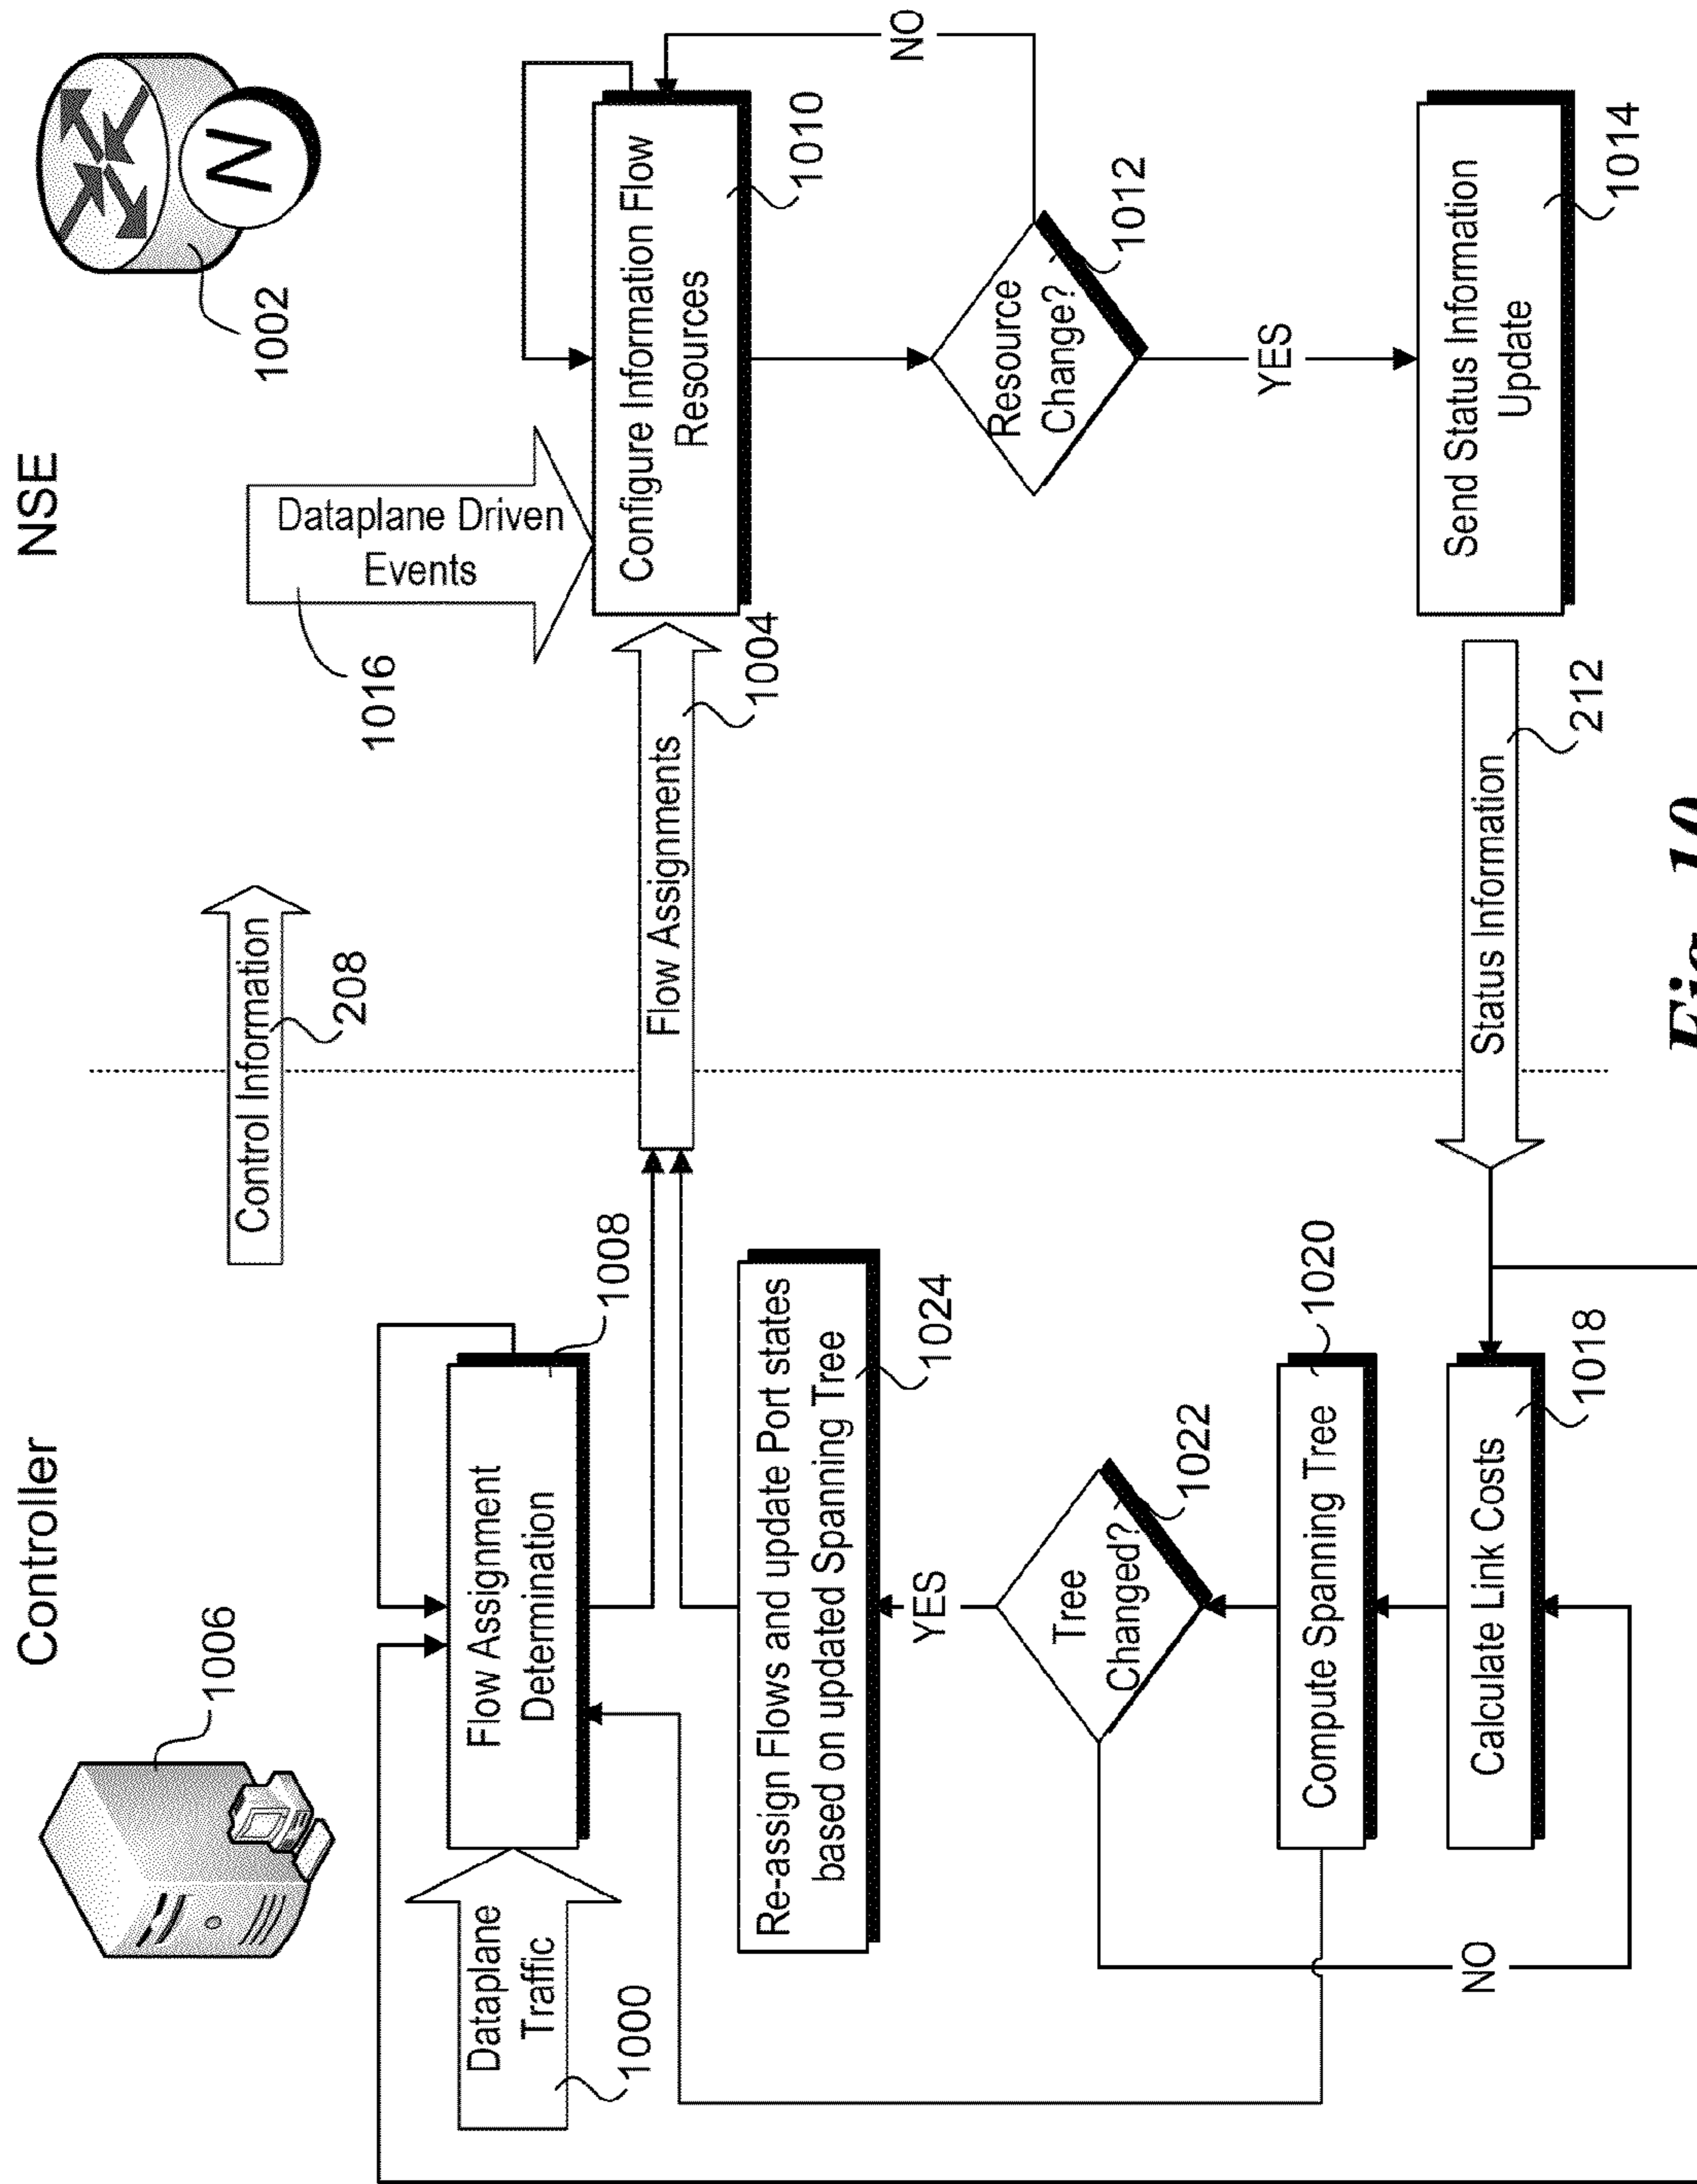 Controller
NSE
1006
1002
Control Information
208
Dataplane
Traffic
1000
Flow Assignment
Determination
1008
Flow Assignments
1004
Dataplane Driven
Events
1016
Configure Information Flow
Resources
1010
NO
Resource
Change?
1012
YES
Send Status Information
Update
1014
Status Information
212
Re-assign Flows and update Port states
based on updated Spanning Tree
1024
YES
Tree
Changed?
1022
NO
Compute Spanning Tree
1020
Calculate Link Costs
1018
N
Fig. 10